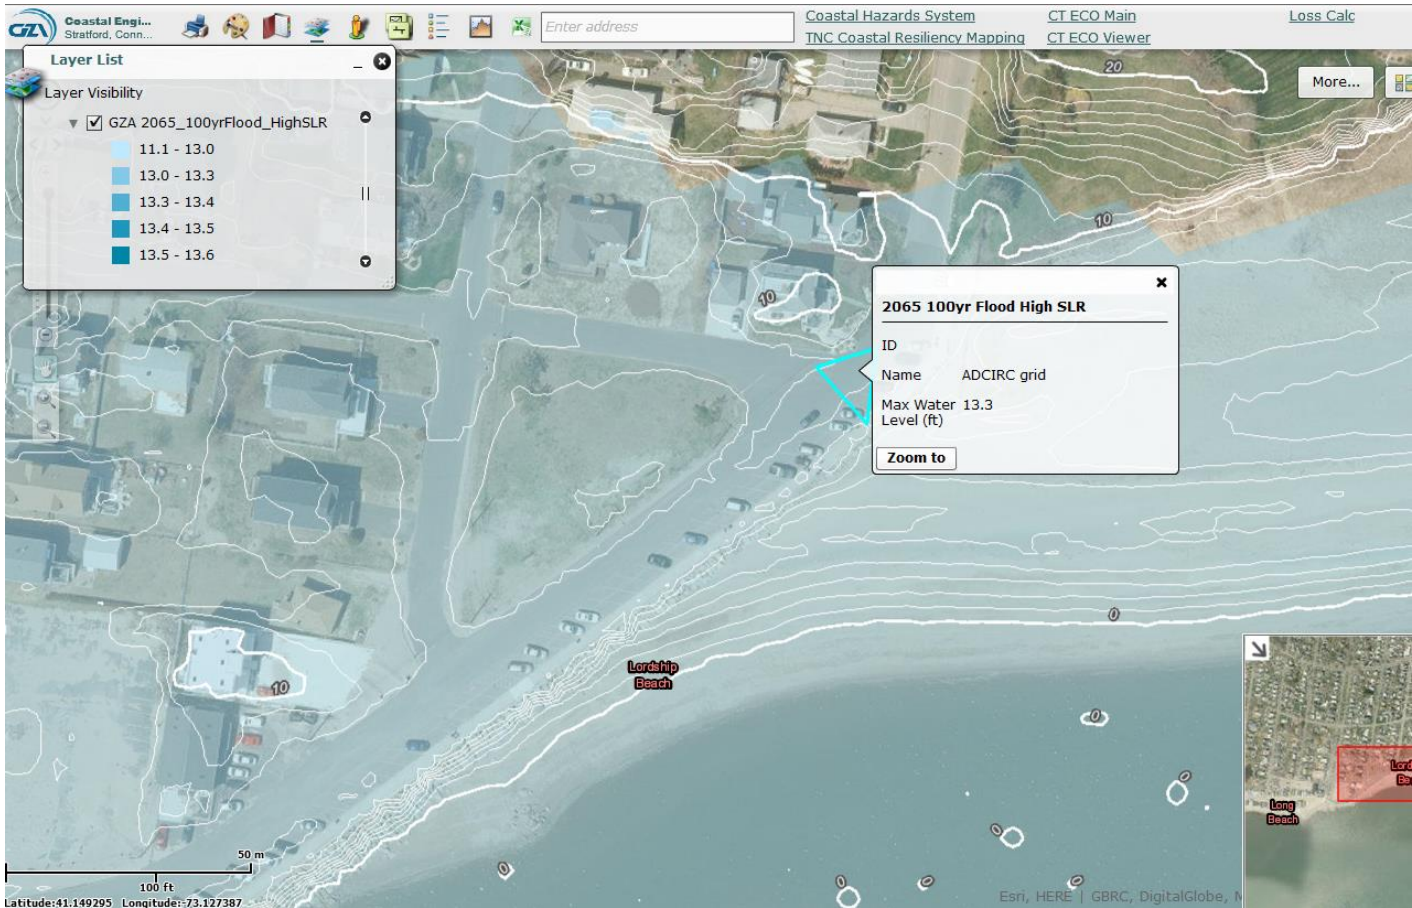 GZA
Coastal Engi...
Stratford, Conn...
Enter address
Coastal Hazards System
CT ECO Main
Loss Calc
TNC Coastal Resiliency Mapping
CT ECO Viewer
Layer List
Layer Visibility
GZA 2065_100yrFlood_HighSLR
11.1 - 13.0
13.0 - 13.3
13.3 - 13.4
13.4 - 13.5
13.5 - 13.6
More...
20
10
10
2065 100yr Flood High SLR
ID
Name ADCIRC grid
Max Water 13.3
Level (ft)
Zoom to
0
Lordship
Beach
10
0
0
0
0
0
0
0
Long
Beach
50 m
100 ft
Latitude:41.149295 Longitude:-73.127387
Esri, HERE | GBRC, DigitalGlobe,